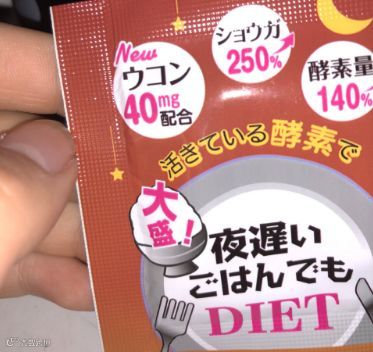 New
ウコン
40mg
配合
ショウガ
250%
酵素量
140%
活きている酵素で
大盛!
夜遅い
ごはんでも
DIET